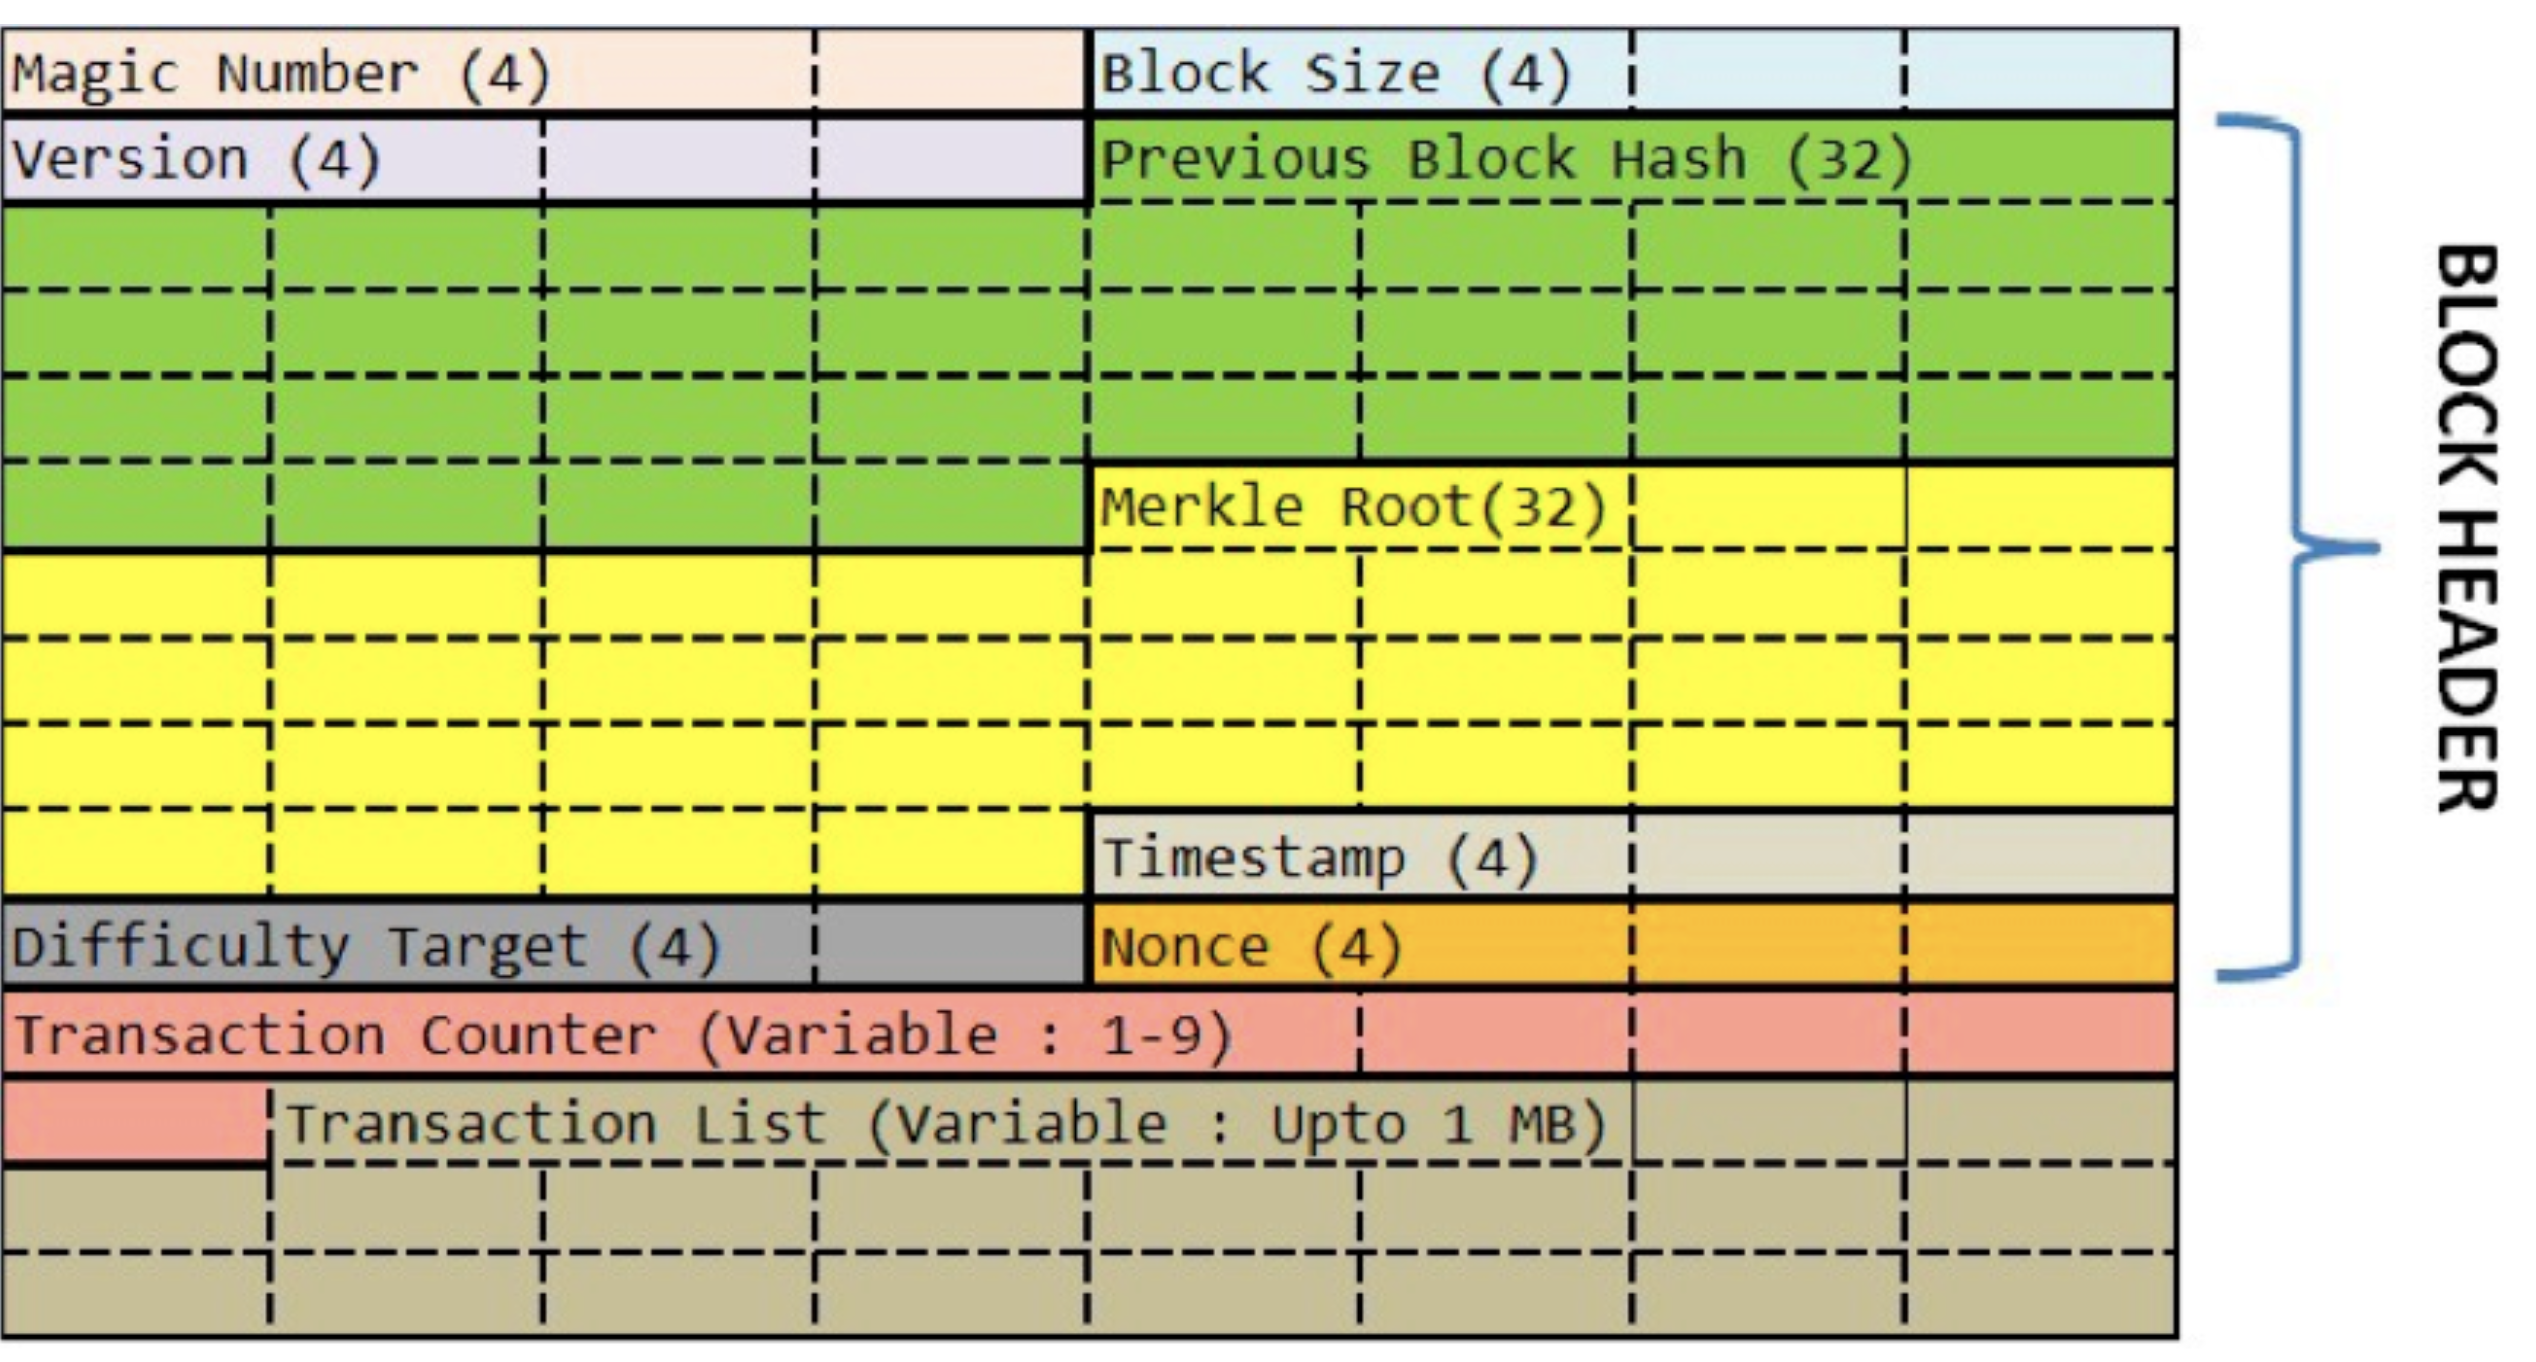 Magic Number (4)
Block Size (4)
Version (4)
Previous Block Hash (32)
Merkle Root(32)
Timestamp (4)
Difficulty Target (4)
Nonce (4)
Transaction Counter (Variable : 1-9)
Transaction List (Variable : Upto 1 MB)
BLOCK HEADER